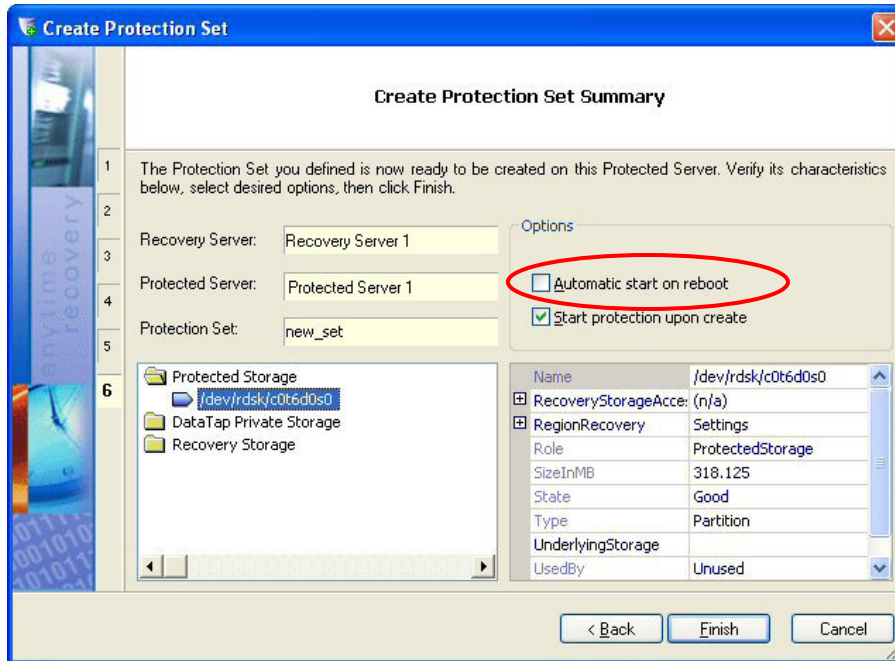 Create Protection Set
Create Protection Set Summary
The Protection Set you defined is now ready to be created on this Protected Server. Verify its characteristics
below, select desired options, then click Finish.
1
2
3
4
5
6
anytime
recovery
Recovery Server:
Recovery Server 1
Protected Server:
Protected Server 1
Protection Set:
new_set
Options
Automatic start on reboot
Start protection upon create
Protected Storage
/dev/rdsk/c0t6d0s0
DataTap Private Storage
Recovery Storage
Name /dev/rdsk/c0t6d0s0
RecoveryStorageAcce: (n/a)
RegionRecovery Settings
Role ProtectedStorage
SizeInMB 318.125
State Good
Type Partition
UnderlyingStorage
UsedBy Unused
< Back
Finish
Cancel